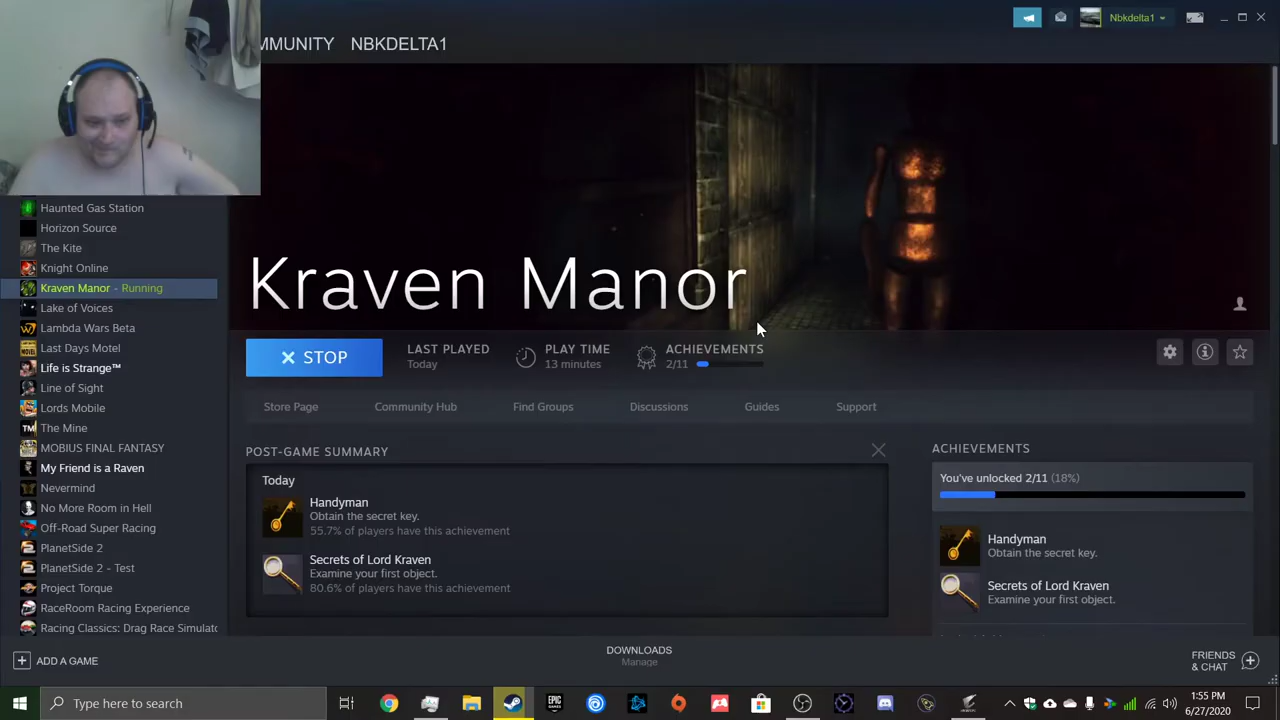 Nbkdelta1
MMUNITY NBKDELTA1
Haunted Gas Station
Horizon Source
The Kite
Knight Online
Kraven Manor - Running
Lake of Voices
Lambda Wars Beta
Last Days Motel
Life is Strange™
Line of Sight
Lords Mobile
TM The Mine
MOBIUS FINAL FANTASY
My Friend is a Raven
Nevermind
No More Room in Hell
Off-Road Super Racing
PlanetSide 2
PlanetSide 2 - Test
Project Torque
RaceRoom Racing Experience
Racing Classics: Drag Race Simulato
ADD A GAME
Kraven Manor
STOP
LAST PLAYED
Today
PLAY TIME
13 minutes
ACHIEVEMENTS
2/11
Store Page
Community Hub
Find Groups
Discussions
Guides
Support
POST-GAME SUMMARY
Today
Handyman
Obtain the secret key.
55.7% of players have this achievement
Secrets of Lord Kraven
Examine your first object.
80.6% of players have this achievement
ACHIEVEMENTS
You've unlocked 2/11 (18%)
Handyman
Obtain the secret key.
Secrets of Lord Kraven
Examine your first object.
DOWNLOADS
Manage
FRIENDS
& CHAT
Type here to search
EPIC
GAMES
1:55 PM
6/27/2020